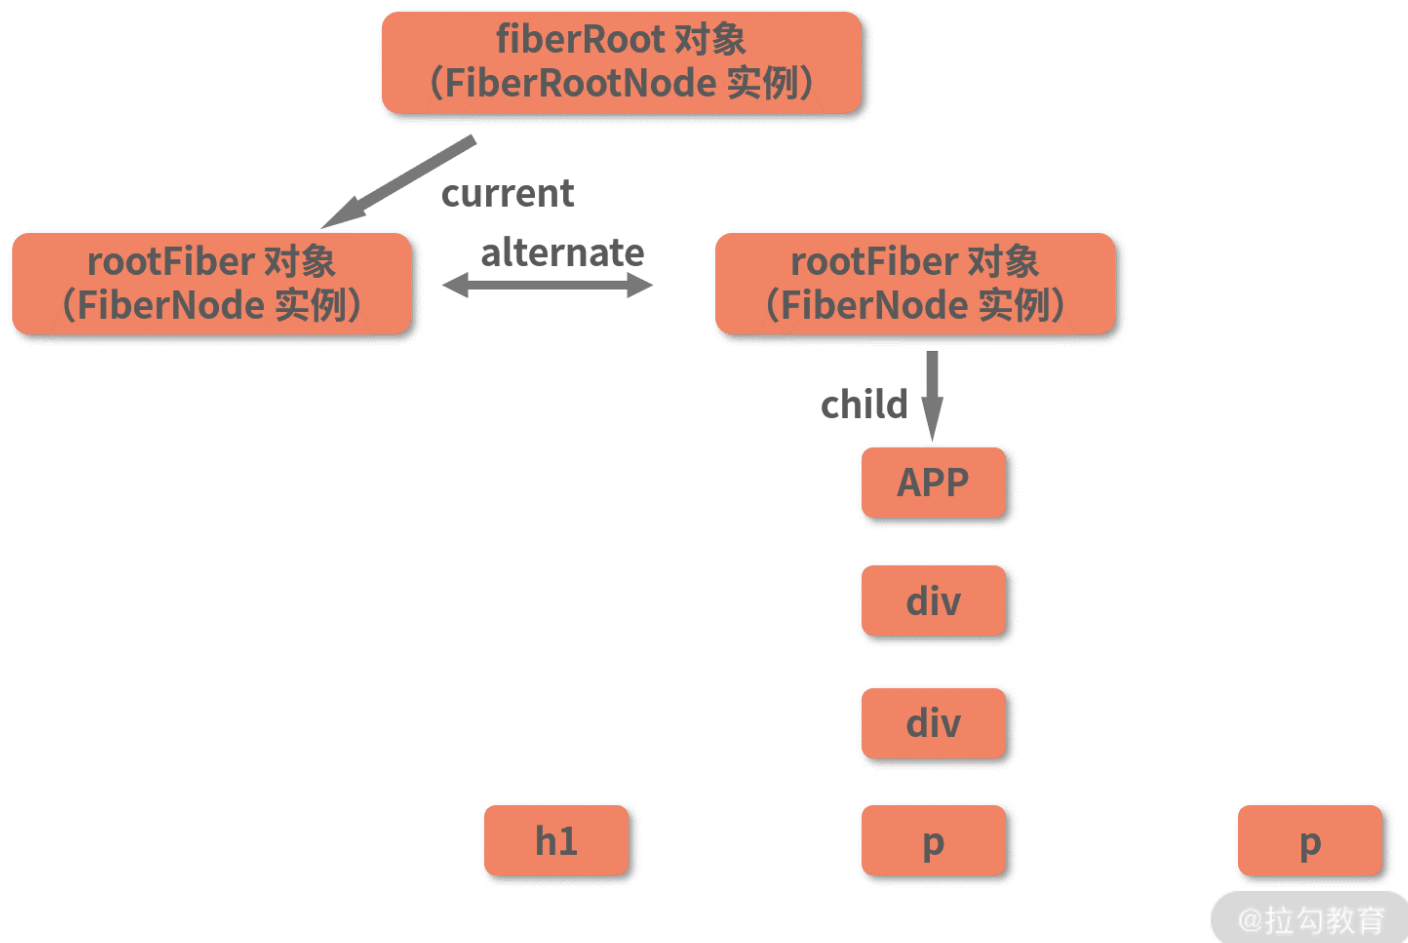 fiberRoot 对象
（FiberRootNode 实例）
current
alternate
rootFiber 对象
（FiberNode 实例）
rootFiber 对象
（FiberNode 实例）
child
APP
div
div
h1
p
p
@拉勾教育